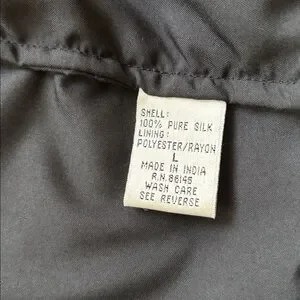 SHELL:
100% PURE SILK
LINING:
POLYESTER/RAYON
L
MADE IN INDIA
R.N. 86145
WASH CARE
SEE REVERSE